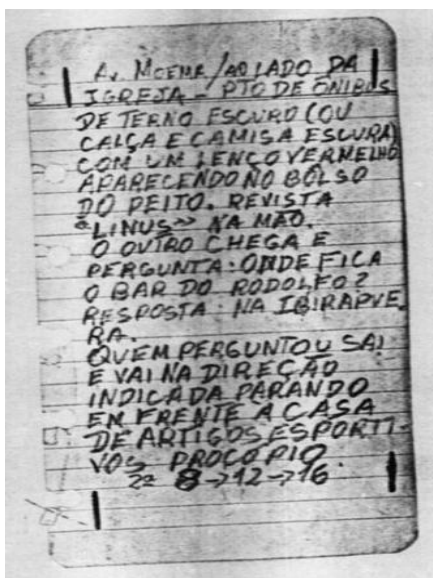 Av MOEMA/AO LADO DA
IGREJA - PTO DE ÔNIBUS
DE TERNO ESCURO (OU
CALÇA E CAMISA ESCURA)
COM UM LENÇO VERMELHO
APARECENDO NO BOLSO
DO PEITO. REVISTA
"LINUS" NA MÃO.
O OUTRO CHEGA E
PERGUNTA: ONDE FICA
O BAR DO RODOLFO?
RESPOSTA: NA IBIRAPUE
RA.
QUEM PERGUNTOU SAI
E VAI NA DIREÇÃO
INDICADA PARANDO
EM FRENTE A CASA
DE ARTIGOS ESPORTI-
VOS PROCOPIO.
2ª 8→12→16